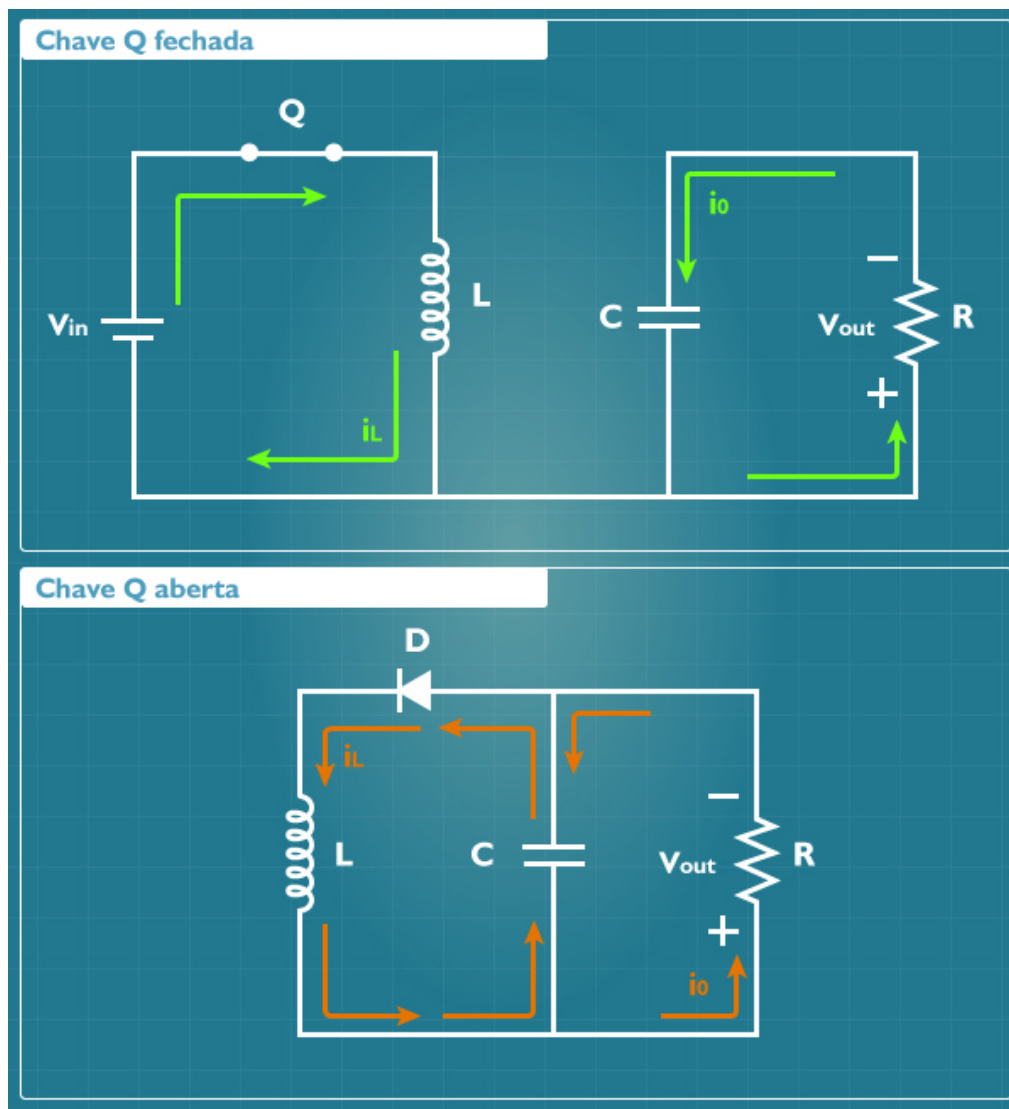 Chave Q fechada
Q
i0
L
Vin
C
Vout
R
−
+
iL
Chave Q aberta
D
iL
L
C
Vout
R
−
+
i0